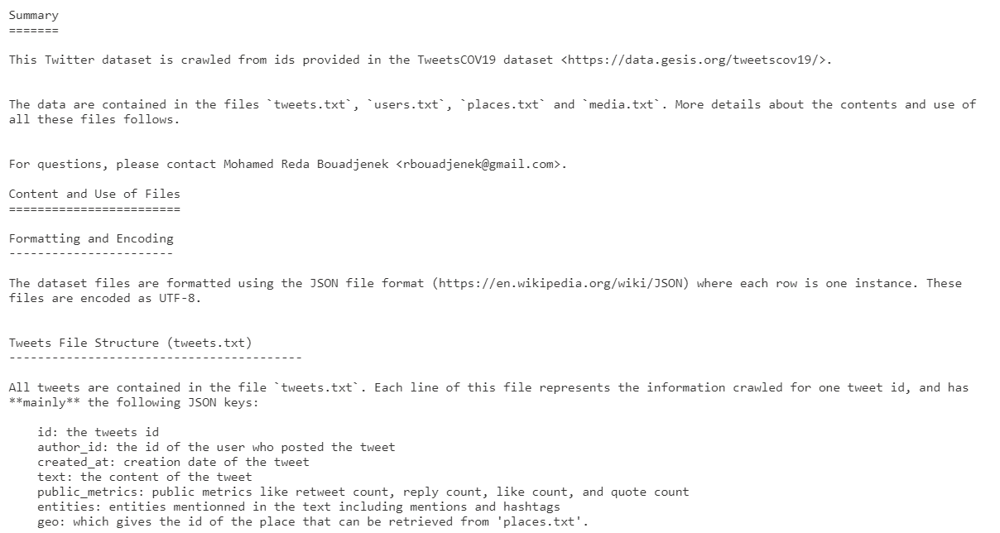 Summary
=======
This Twitter dataset is crawled from ids provided in the TweetsCOV19 dataset <https://data.gesis.org/tweetscov19/>.
The data are contained in the files `tweets.txt`, `users.txt`, `places.txt` and `media.txt`. More details about the contents and use of
all these files follows.
For questions, please contact Mohamed Reda Bouadjenek <rbouadjenek@gmail.com>.
Content and Use of Files
========================
Formatting and Encoding
-----------------------
The dataset files are formatted using the JSON file format (https://en.wikipedia.org/wiki/JSON) where each row is one instance. These
files are encoded as UTF-8.
Tweets File Structure (tweets.txt)
-----------------------------------------
All tweets are contained in the file `tweets.txt`. Each line of this file represents the information crawled for one tweet id, and has
**mainly** the following JSON keys:
    id: the tweets id
    author_id: the id of the user who posted the tweet
    created_at: creation date of the tweet
    text: the content of the tweet
    public_metrics: public metrics like retweet count, reply count, like count, and quote count
    entities: entities mentionned in the text including mentions and hashtags
    geo: which gives the id of the place that can be retrieved from 'places.txt'.